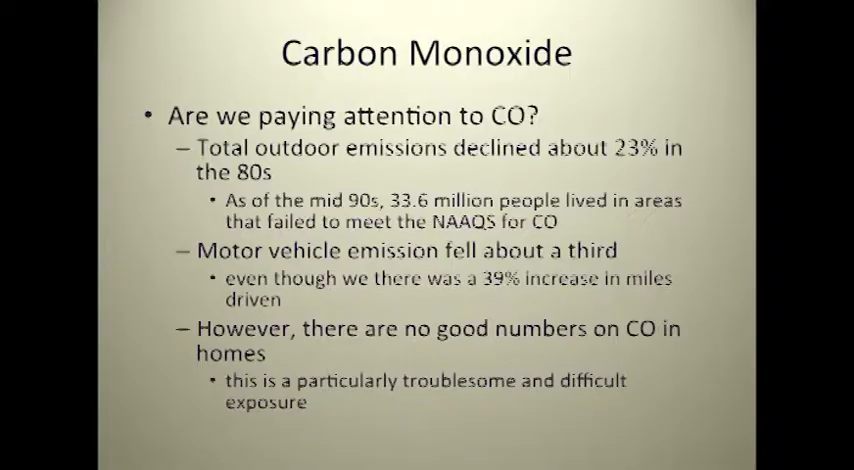 Carbon Monoxide
• Are we paying attention to CO?
– Total outdoor emissions declined about 23% in
the 80s
• As of the mid 90s, 33.6 million people lived in areas
that failed to meet the NAAQS for CO
– Motor vehicle emission fell about a third
• even though we there was a 39% increase in miles
driven
– However, there are no good numbers on CO in
homes
• this is a particularly troublesome and difficult
exposure